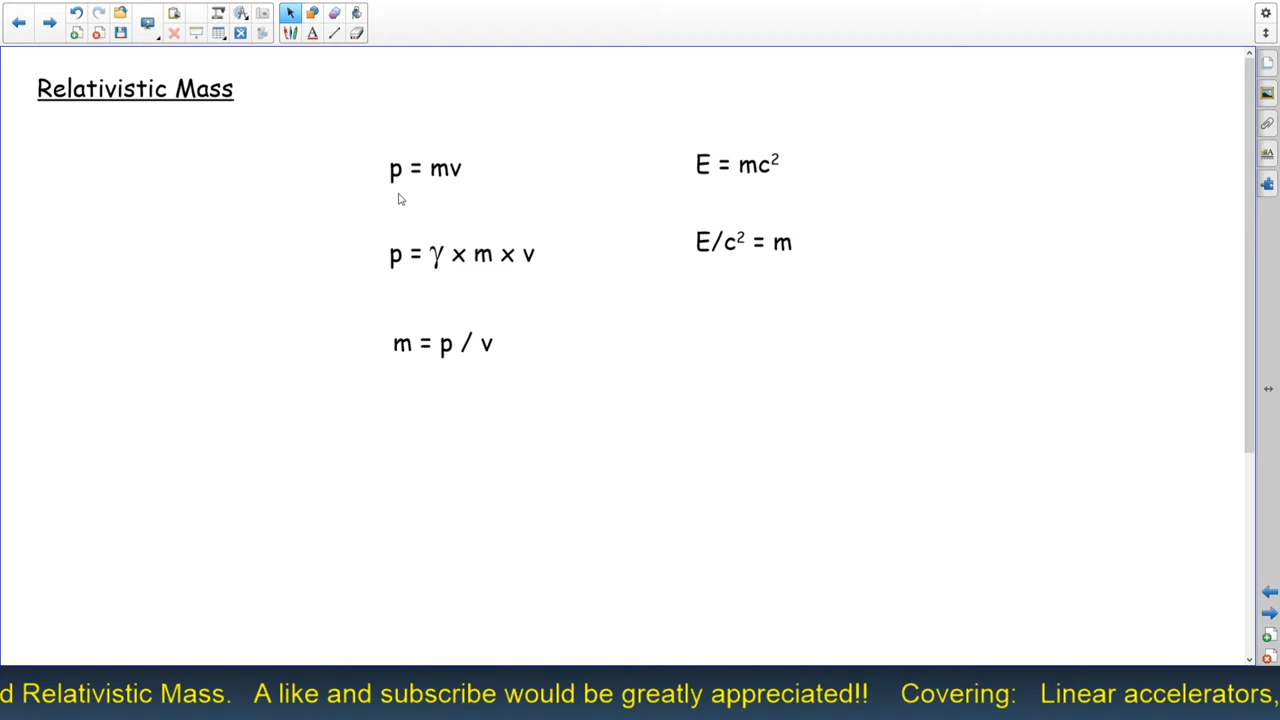 Relativistic Mass
p = mv
p = γ x m x v
m = p / v
E = mc²
E/c² = m
d Relativistic Mass. A like and subscribe would be greatly appreciated!! Covering: Linear accelerators,